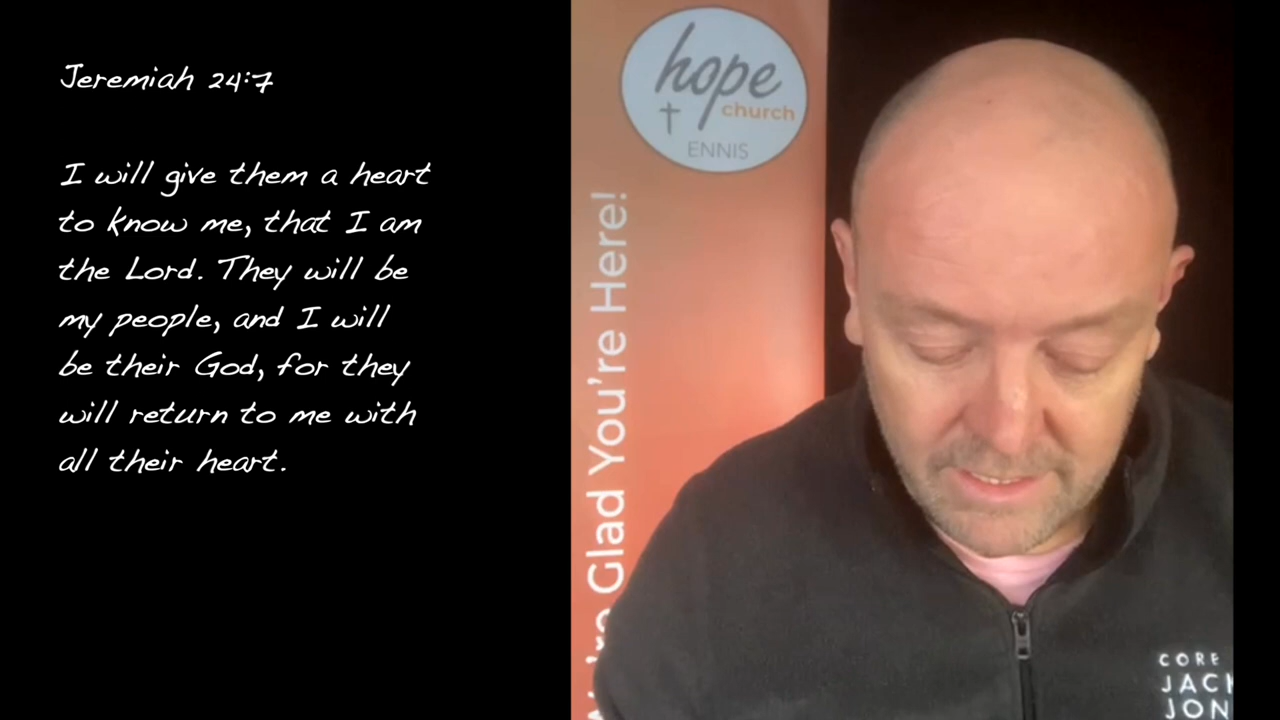 Jeremiah 24:7
I will give them a heart
to know me, that I am
the Lord. They will be
my people, and I will
be their God, for they
will return to me with
all their heart.
hope
church
ENNIS
Glad You're Here!
CORE
JACK
JON